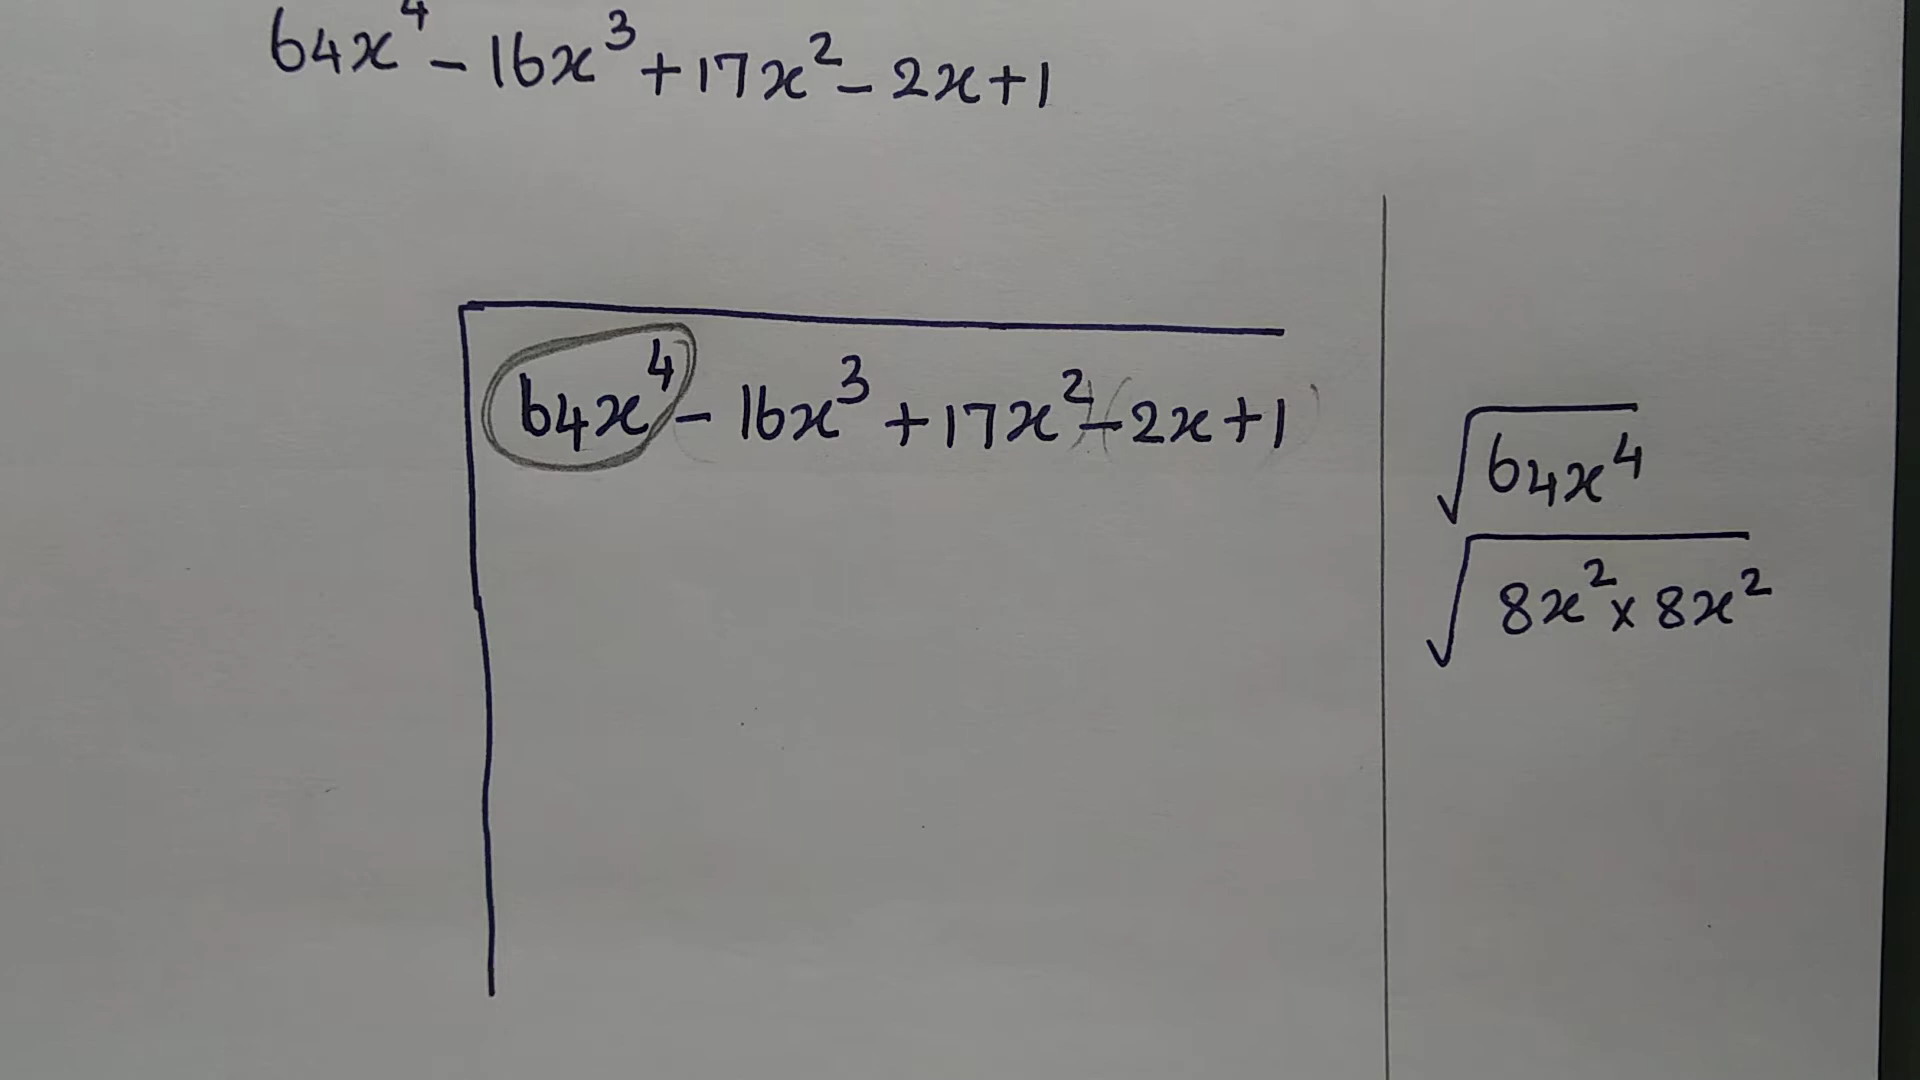 64x⁴ - 16x³ + 17x² - 2x + 1
64x⁴ - 16x³ + 17x² - 2x + 1
√64x⁴
√8x² x 8x²